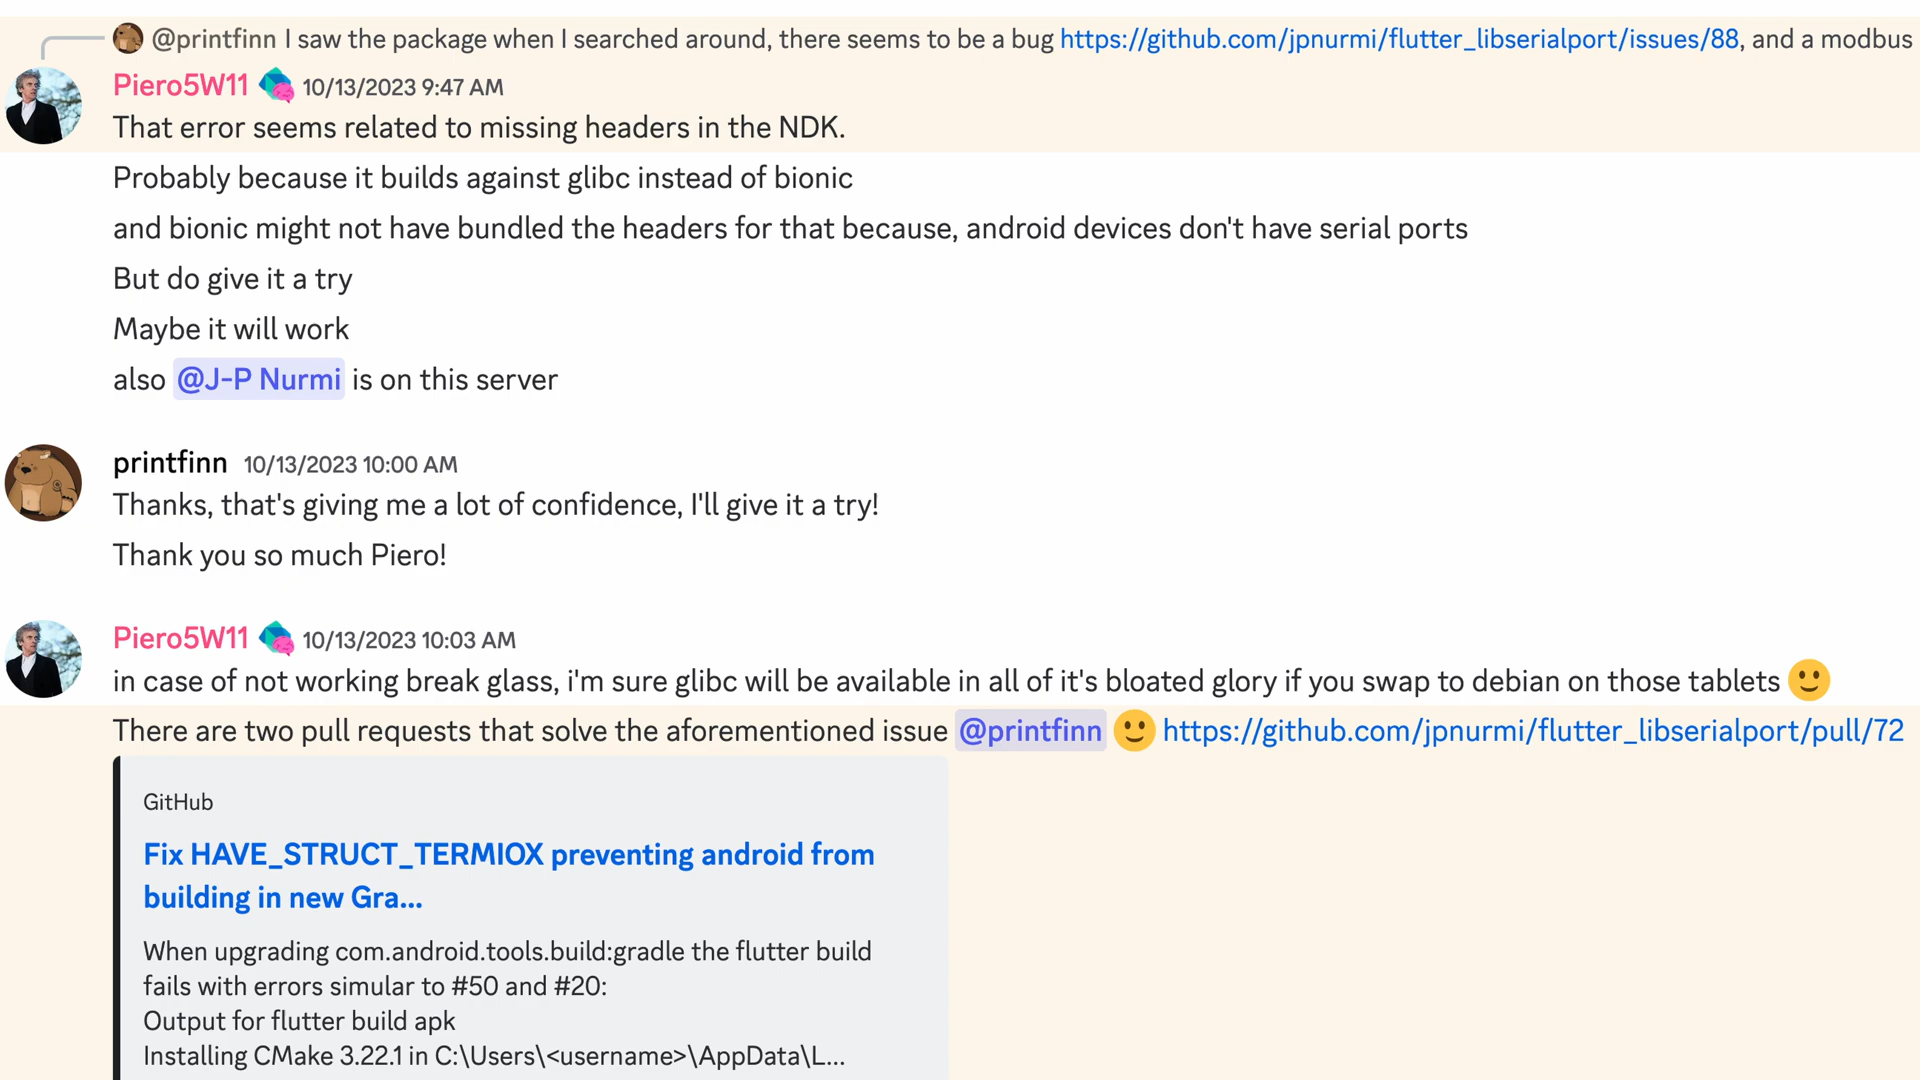 @printfinn I saw the package when I searched around, there seems to be a bug https://github.com/jpnurmi/flutter_libserialport/issues/88, and a modbus
Piero5W11 10/13/2023 9:47 AM
That error seems related to missing headers in the NDK.
Probably because it builds against glibc instead of bionic
and bionic might not have bundled the headers for that because, android devices don't have serial ports
But do give it a try
Maybe it will work
also @J-P Nurmi is on this server
printfinn 10/13/2023 10:00 AM
Thanks, that's giving me a lot of confidence, I'll give it a try!
Thank you so much Piero!
Piero5W11 10/13/2023 10:03 AM
in case of not working break glass, i'm sure glibc will be available in all of it's bloated glory if you swap to debian on those tablets 🙂
There are two pull requests that solve the aforementioned issue @printfinn 🙂 https://github.com/jpnurmi/flutter_libserialport/pull/72
GitHub
Fix HAVE_STRUCT_TERMIOX preventing android from
building in new Gra...
When upgrading com.android.tools.build:gradle the flutter build
fails with errors simular to #50 and #20:
Output for flutter build apk
Installing CMake 3.22.1 in C:\Users\<username>\AppData\L...